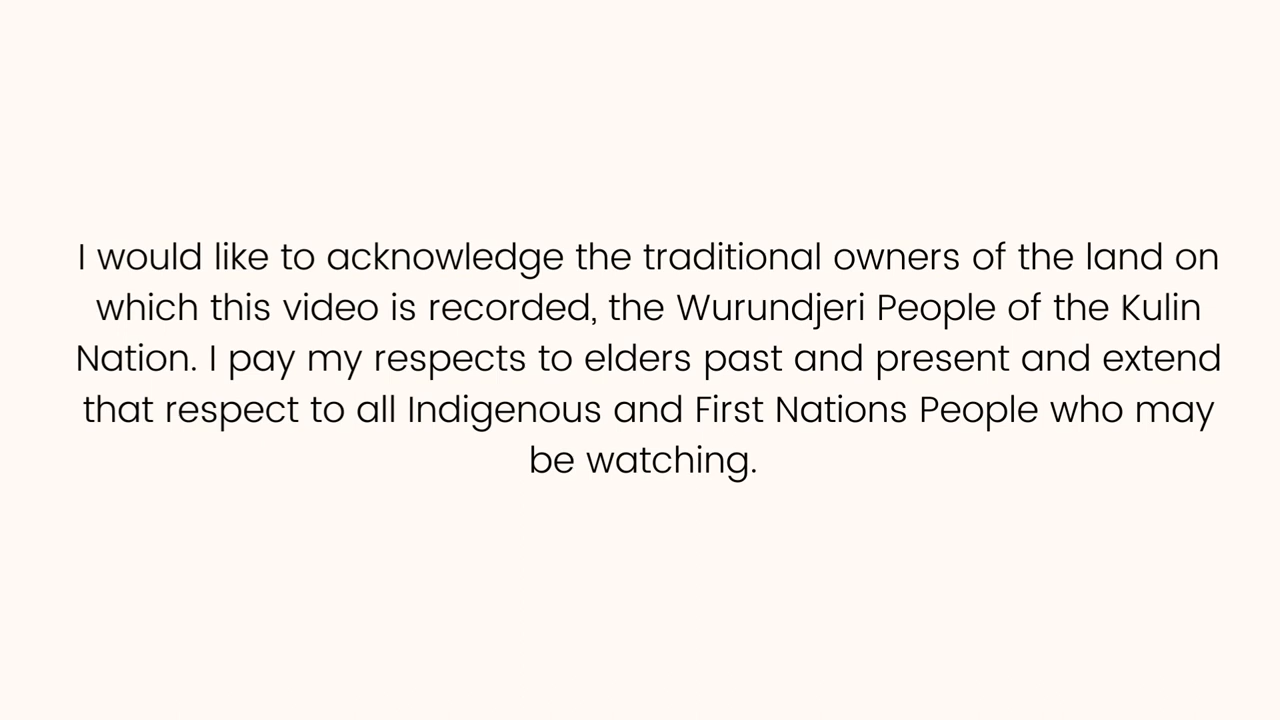 I would like to acknowledge the traditional owners of the land on
which this video is recorded, the Wurundjeri People of the Kulin
Nation. I pay my respects to elders past and present and extend
that respect to all Indigenous and First Nations People who may
be watching.